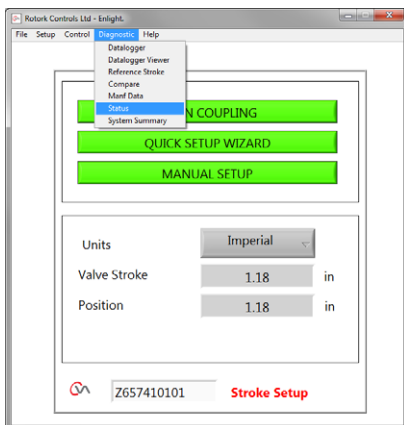 Rotork Controls Ltd - Enlight.
File Setup Control Diagnostic Help
Datalogger
Datalogger Viewer
Reference Stroke
Compare
Manf Data
Status
System Summary
N COUPLING
QUICK SETUP WIZARD
MANUAL SETUP
Units Imperial
Valve Stroke 1.18 in
Position 1.18 in
Z657410101 Stroke Setup